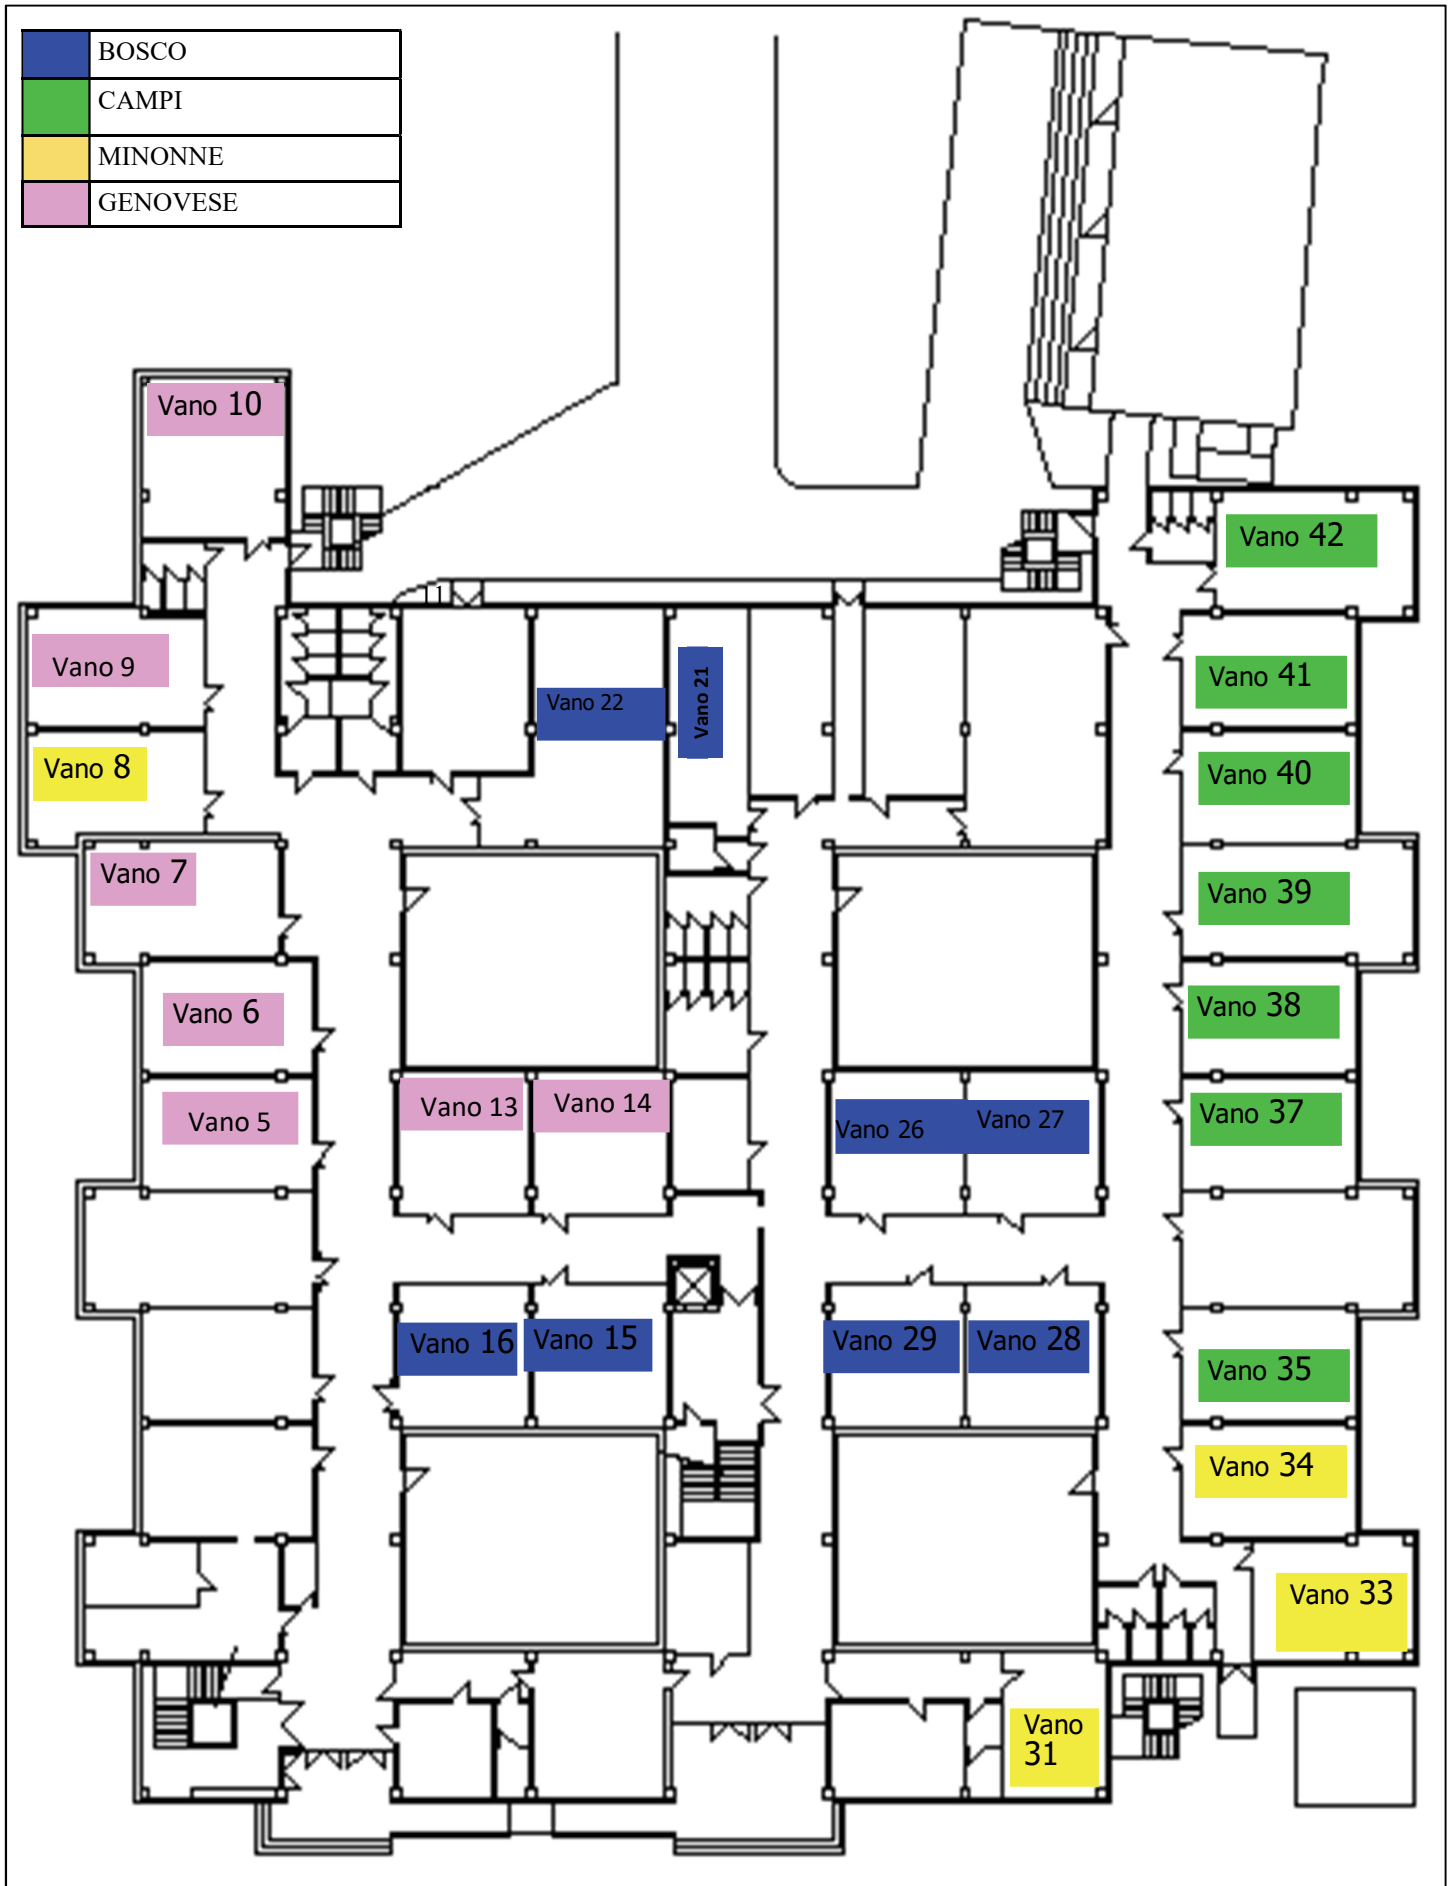 BOSCO
CAMPI
MINONNE
GENOVESE
Vano 10
Vano 42
1
Vano 9
Vano 22
Vano 21
Vano 41
Vano 8
Vano 40
Vano 7
Vano 39
Vano 6
Vano 38
Vano 5
Vano 13
Vano 14
Vano 26
Vano 27
Vano 37
Vano 16
Vano 15
Vano 29
Vano 28
Vano 35
Vano 34
Vano 33
Vano
31